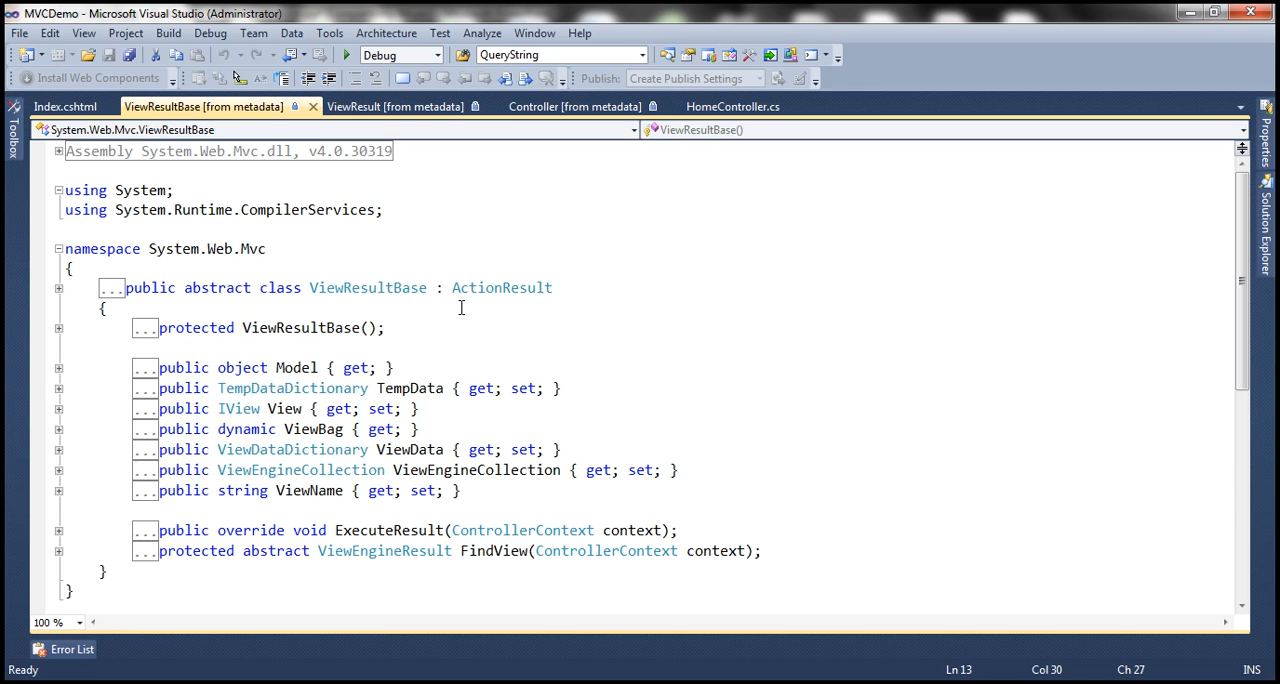 MVCDemo - Microsoft Visual Studio (Administrator)
File Edit View Project Build Debug Team Data Tools Architecture Test Analyze Window Help
Debug QueryString
Install Web Components Publish: Create Publish Settings
Index.cshtml ViewResultBase [from metadata] ViewResult [from metadata] Controller [from metadata] HomeController.cs
System.Web.Mvc.ViewResultBase ViewResultBase()
Toolbox
Properties
Solution Explorer
Assembly System.Web.Mvc.dll, v4.0.30319
using System;
using System.Runtime.CompilerServices;
namespace System.Web.Mvc
{
...public abstract class ViewResultBase : ActionResult
{
...protected ViewResultBase();
...public object Model { get; }
...public TempDataDictionary TempData { get; set; }
...public IView View { get; set; }
...public dynamic ViewBag { get; }
...public ViewDataDictionary ViewData { get; set; }
...public ViewEngineCollection ViewEngineCollection { get; set; }
...public string ViewName { get; set; }
...public override void ExecuteResult(ControllerContext context);
...protected abstract ViewEngineResult FindView(ControllerContext context);
}
}
100 %
Error List
Ready Ln 13 Col 30 Ch 27 INS